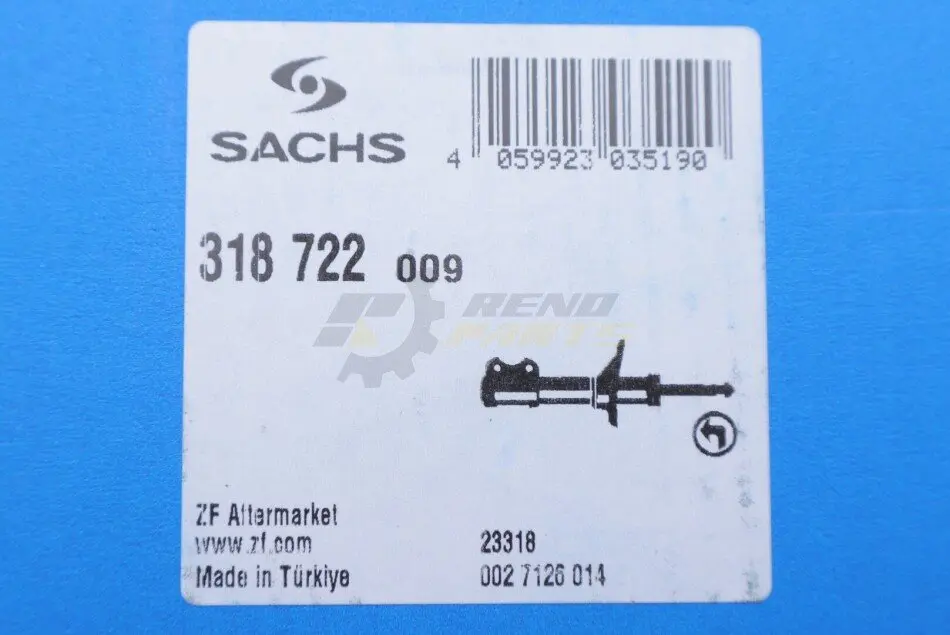 SACHS
4 059923 035190
318 722 009
RENO
PARTS
ZF Aftermarket
www.zf.com
Made in Türkiye
23318
002 7126 014